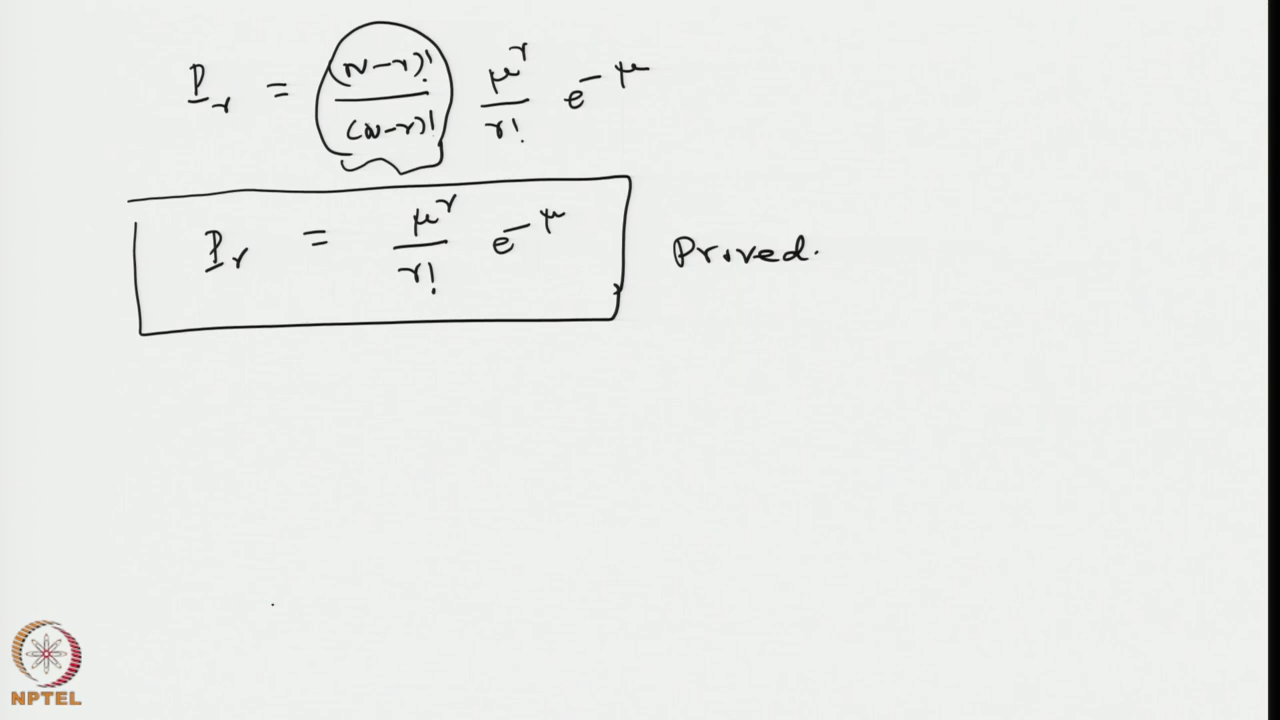 P_r = (N-r)!/(N-r)! μ^r/r! e^{-μ}
P_r = μ^r/r! e^{-μ} Proved.
NPTEL